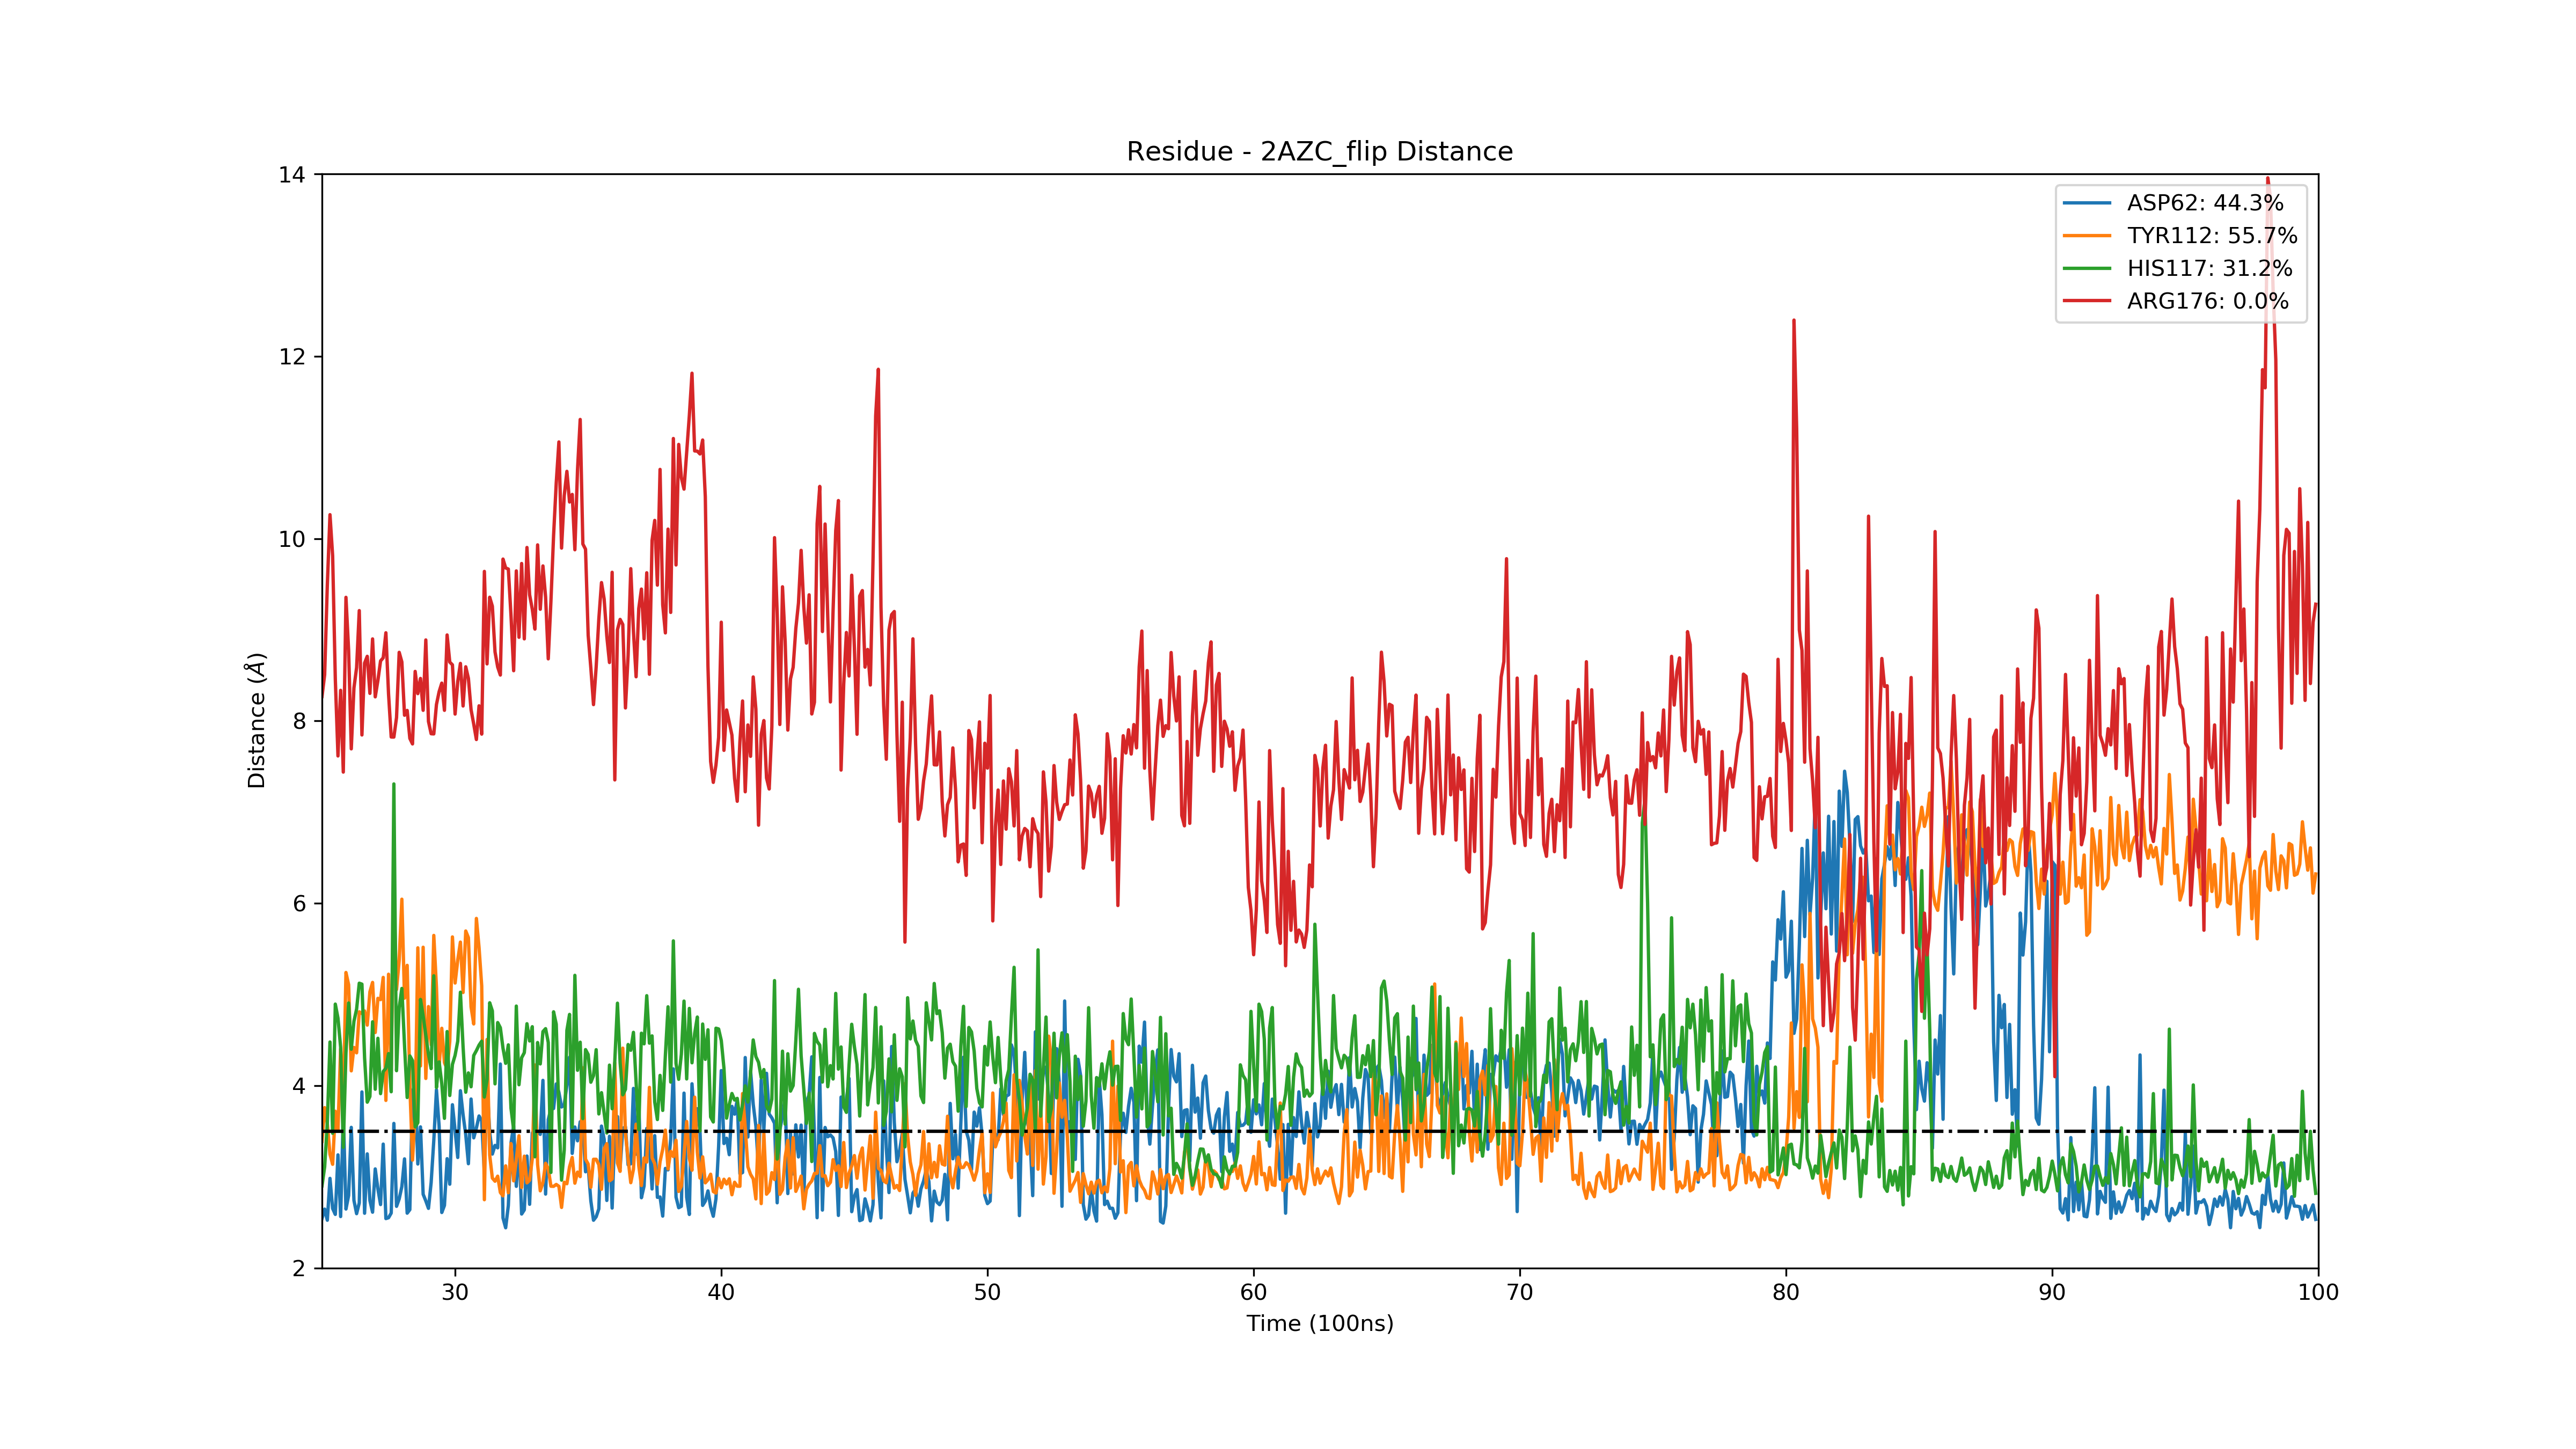 Residue - 2AZC_flip Distance
14
12
10
8
6
4
2
Distance (Å)
ASP62: 44.3%
TYR112: 55.7%
HIS117: 31.2%
ARG176: 0.0%
30 40 50 60 70 80 90 100
Time (100ns)